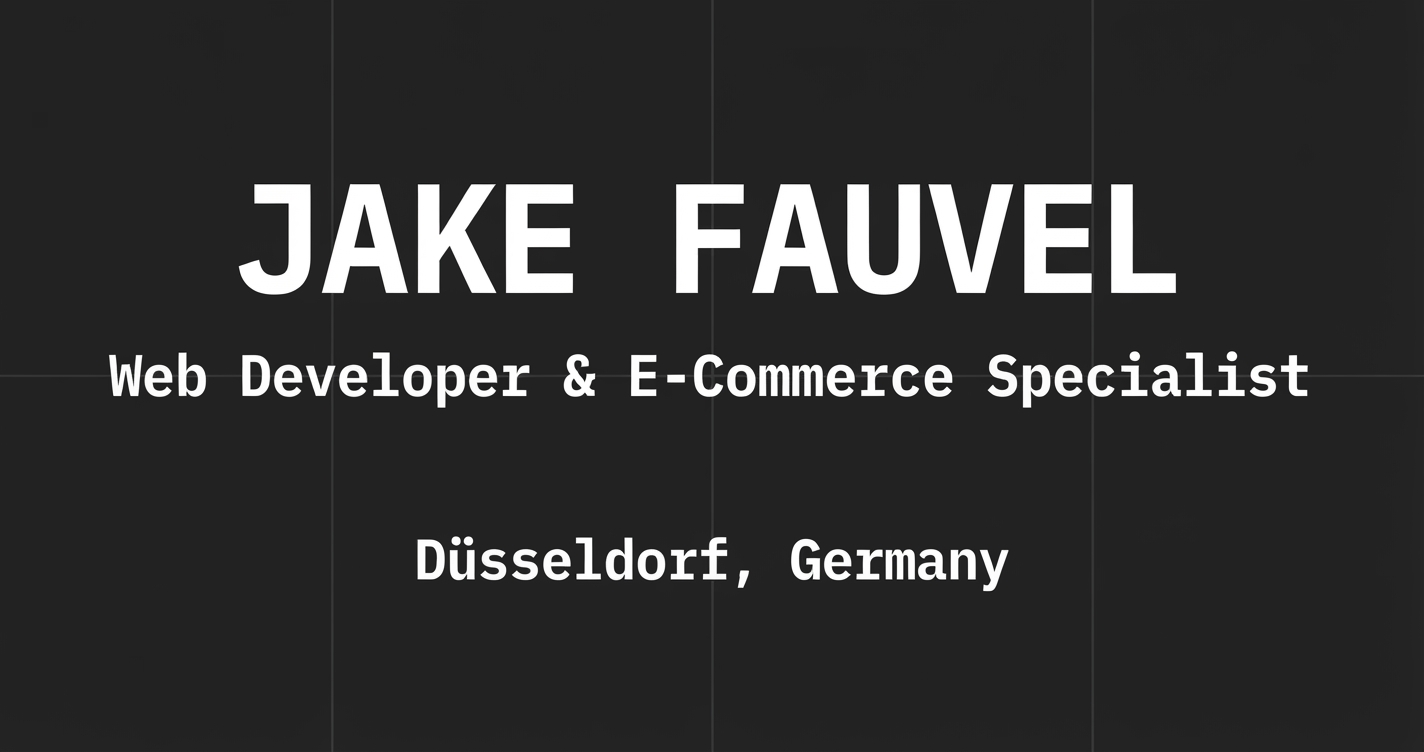 JAKE FAUVEL
Web Developer & E-Commerce Specialist
Düsseldorf, Germany